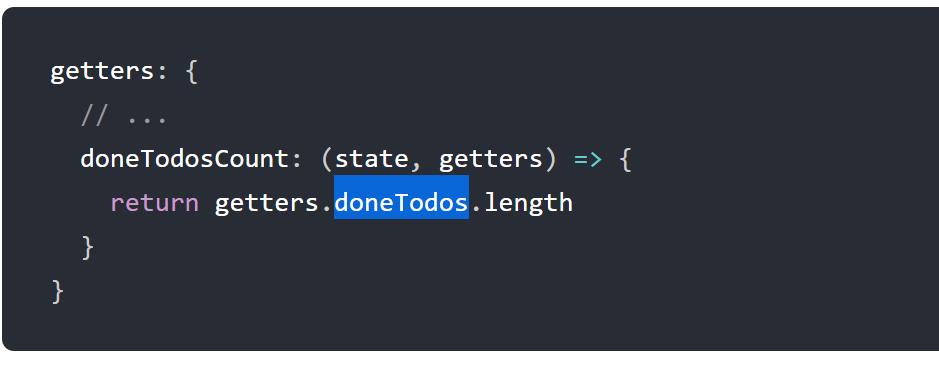 getters: {
  // ...
  doneTodosCount: (state, getters) => {
    return getters.doneTodos.length
  }
}